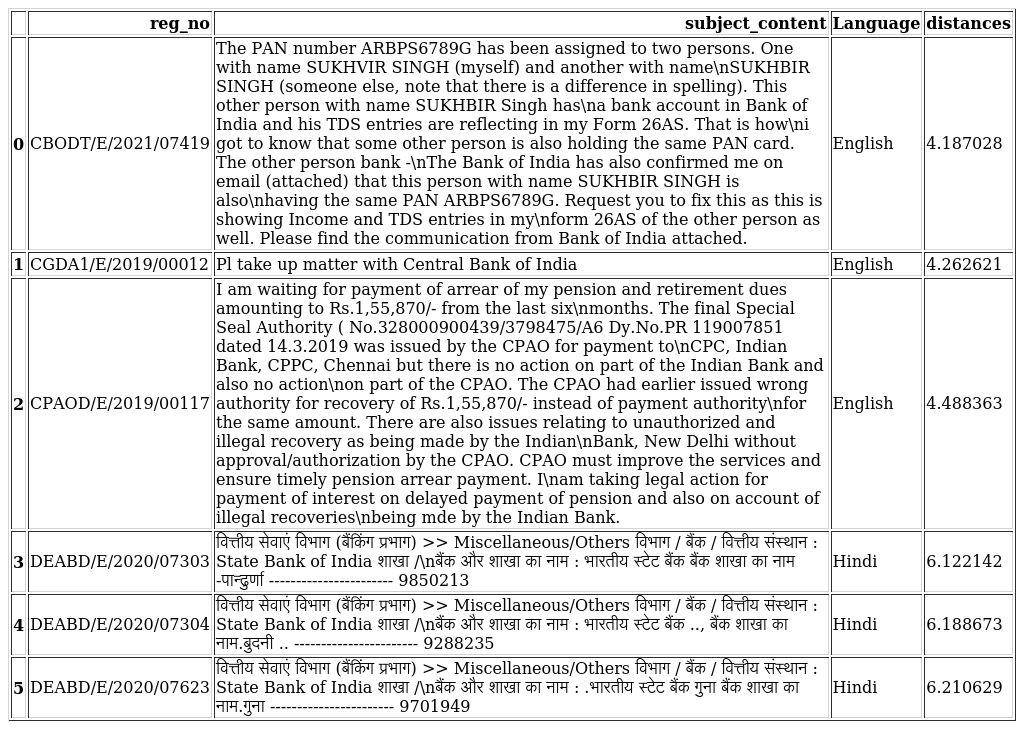 reg_no subject_content Language distances
0 CBODT/E/2021/07419 The PAN number ARBPS6789G has been assigned to two persons. One
with name SUKHVIR SINGH (myself) and another with name\nSUKHBIR
SINGH (someone else, note that there is a difference in spelling). This
other person with name SUKHBIR Singh has\na bank account in Bank of
India and his TDS entries are reflecting in my Form 26AS. That is how\ni
got to know that some other person is also holding the same PAN card. English 4.187028
The other person bank -\nThe Bank of India has also confirmed me on
email (attached) that this person with name SUKHBIR SINGH is
also\nhaving the same PAN ARBPS6789G. Request you to fix this as this is
showing Income and TDS entries in my\nform 26AS of the other person as
well. Please find the communication from Bank of India attached.
1 CGDA1/E/2019/00012 Pl take up matter with Central Bank of India English 4.262621
I am waiting for payment of arrear of my pension and retirement dues
amounting to Rs.1,55,870/- from the last six\nmonths. The final Special
Seal Authority ( No.328000900439/3798475/A6 Dy.No.PR 119007851
dated 14.3.2019 was issued by the CPAO for payment to\nCPC, Indian
Bank, CPPC, Chennai but there is no action on part of the Indian Bank and
also no action\non part of the CPAO. The CPAO had earlier issued wrong
2 CPAOD/E/2019/00117 authority for recovery of Rs.1,55,870/- instead of payment authority\nfor English 4.488363
the same amount. There are also issues relating to unauthorized and
illegal recovery as being made by the Indian\nBank, New Delhi without
approval/authorization by the CPAO. CPAO must improve the services and
ensure timely pension arrear payment. I\nam taking legal action for
payment of interest on delayed payment of pension and also on account of
illegal recoveries\nbeing mde by the Indian Bank.
वित्तीय सेवाएं विभाग (बैंकिंग प्रभाग) >> Miscellaneous/Others विभाग / बैंक / वित्तीय संस्थान :
3 DEABD/E/2020/07303 State Bank of India शाखा /\nबैंक और शाखा का नाम : भारतीय स्टेट बैंक बैंक शाखा का नाम Hindi 6.122142
-पान्ढुर्णा ----------------------- 9850213
वित्तीय सेवाएं विभाग (बैंकिंग प्रभाग) >> Miscellaneous/Others विभाग / बैंक / वित्तीय संस्थान :
4 DEABD/E/2020/07304 State Bank of India शाखा /\nबैंक और शाखा का नाम : भारतीय स्टेट बैंक .., बैंक शाखा का Hindi 6.188673
नाम.बुदनी .. ----------------------- 9288235
वित्तीय सेवाएं विभाग (बैंकिंग प्रभाग) >> Miscellaneous/Others विभाग / बैंक / वित्तीय संस्थान :
5 DEABD/E/2020/07623 State Bank of India शाखा /\nबैंक और शाखा का नाम : .भारतीय स्टेट बैंक गुना बैंक शाखा का Hindi 6.210629
नाम.गुना ----------------------- 9701949